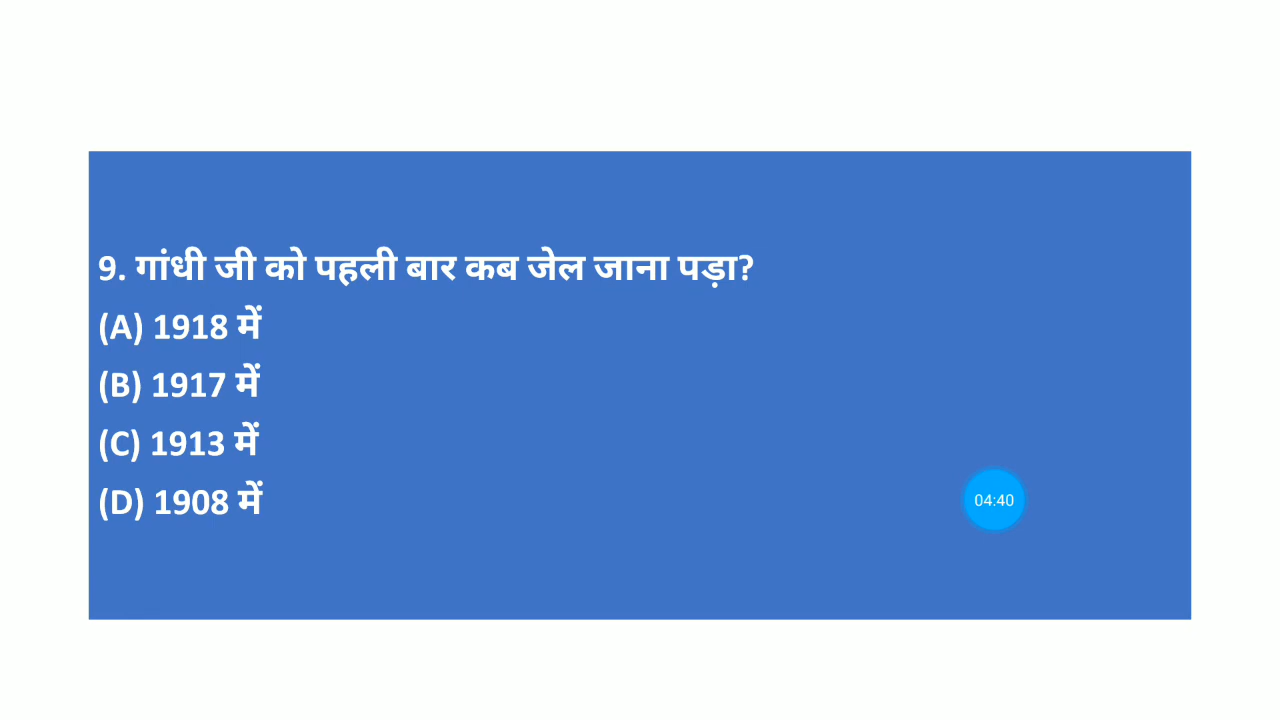 9. गांधी जी को पहली बार कब जेल जाना पड़ा?
(A) 1918 में
(B) 1917 में
(C) 1913 में
(D) 1908 में
04:40